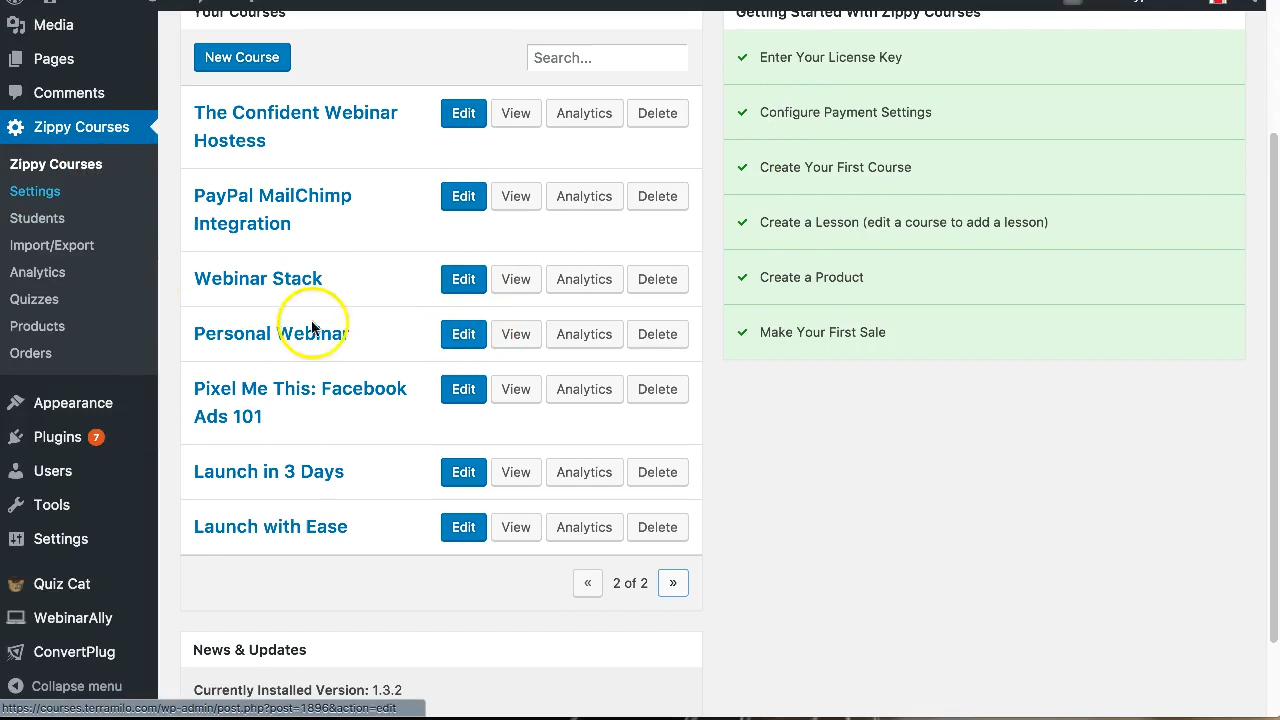 Media
Pages
Comments
Zippy Courses
Zippy Courses
Settings
Students
Import/Export
Analytics
Quizzes
Products
Orders
Appearance
Plugins 7
Users
Tools
Settings
Quiz Cat
WebinarAlly
ConvertPlug
Collapse menu
Your Courses
New Course
Search...
The Confident Webinar
Hostess
Edit View Analytics Delete
PayPal MailChimp
Integration
Edit View Analytics Delete
Webinar Stack
Edit View Analytics Delete
Personal Webinar
Edit View Analytics Delete
Pixel Me This: Facebook
Ads 101
Edit View Analytics Delete
Launch in 3 Days
Edit View Analytics Delete
Launch with Ease
Edit View Analytics Delete
« 2 of 2 »
News & Updates
Currently Installed Version: 1.3.2
Getting Started With Zippy Courses
Enter Your License Key
Configure Payment Settings
Create Your First Course
Create a Lesson (edit a course to add a lesson)
Create a Product
Make Your First Sale
https://courses.terramilo.com/wp-admin/post.php?post=1896&action=edit